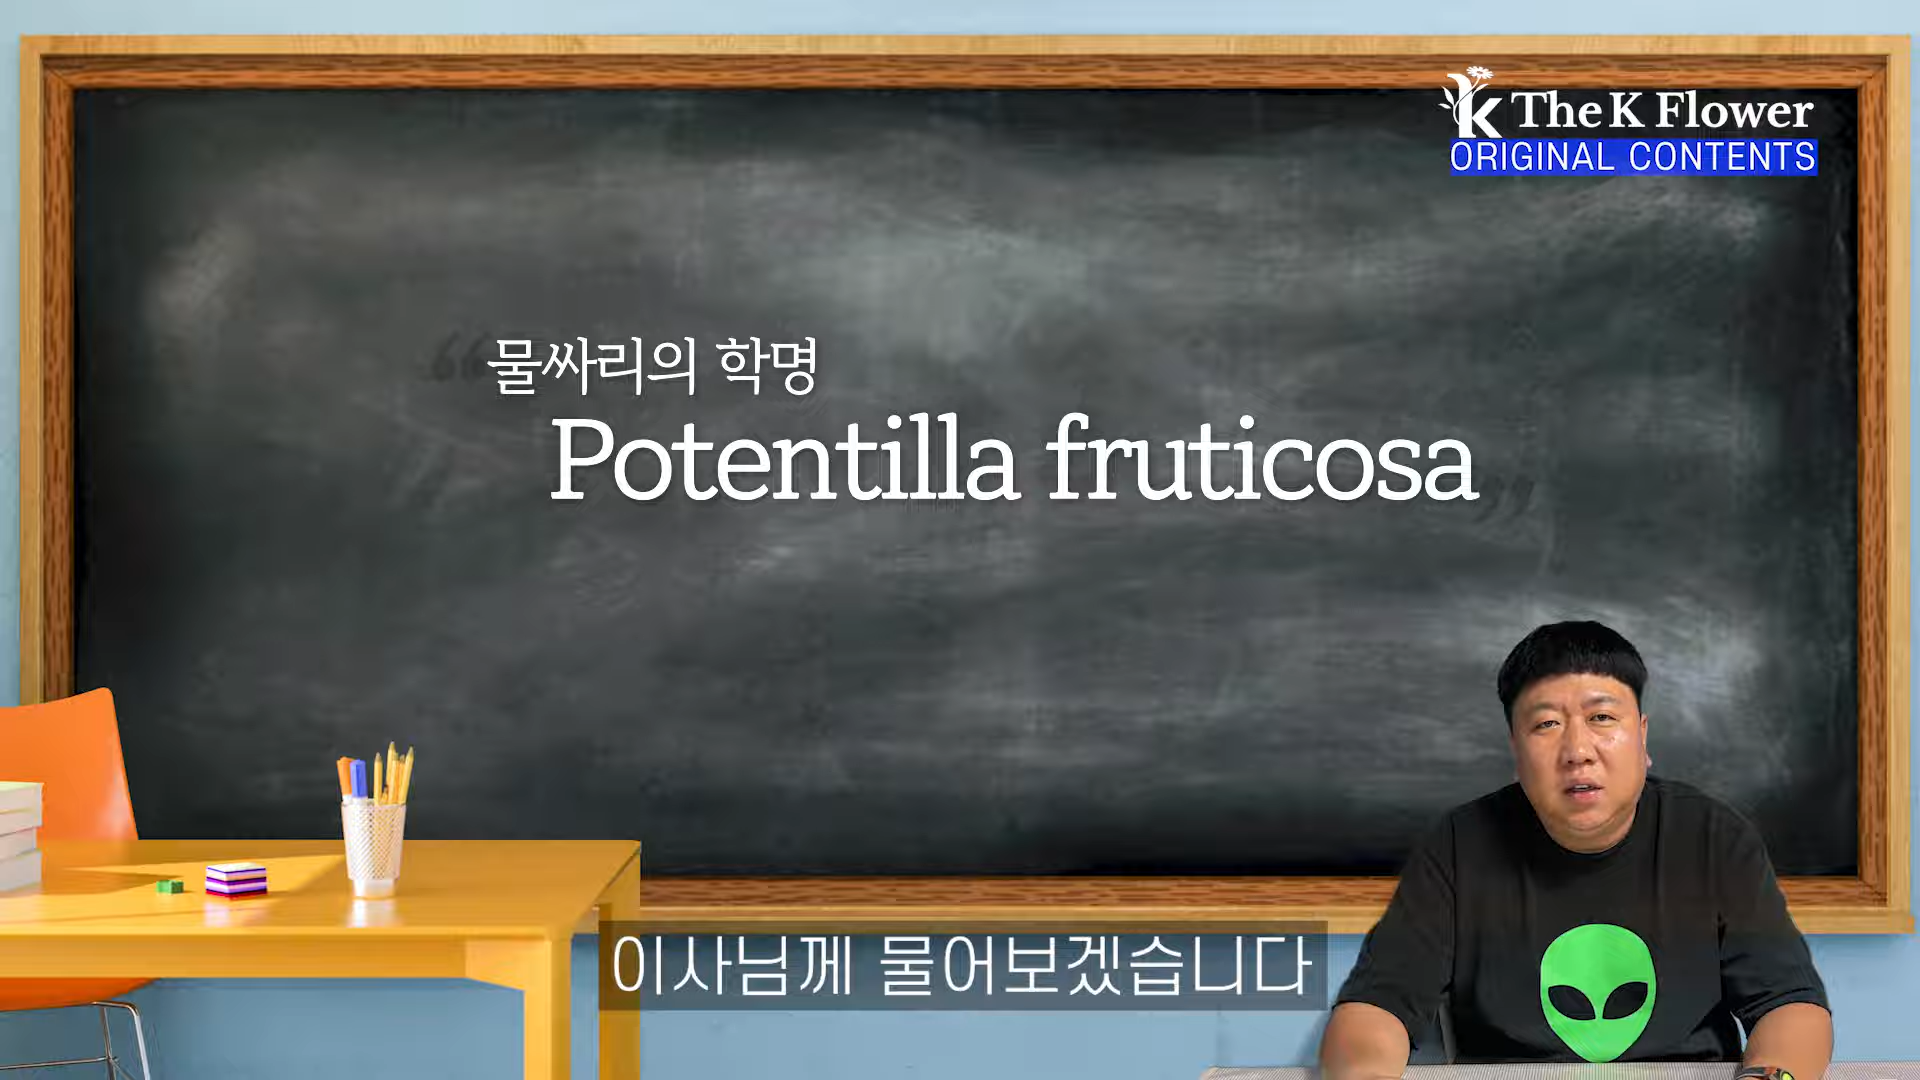 The K Flower
ORIGINAL CONTENTS
물싸리의 학명
Potentilla fruticosa
이사님께 물어보겠습니다